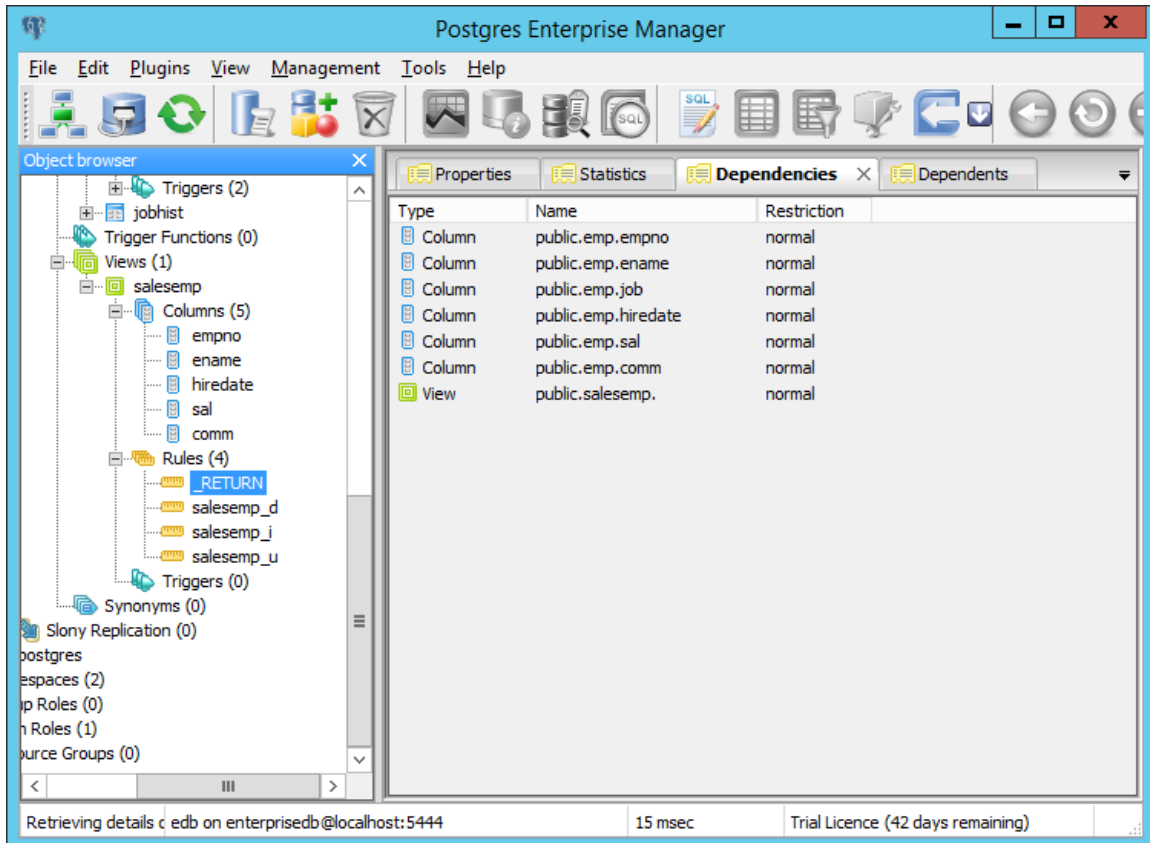 Postgres Enterprise Manager
File Edit Plugins View Management Tools Help
SQL
SQL
Object browser
Triggers (2)
jobhist
Trigger Functions (0)
Views (1)
salesemp
Columns (5)
empno
ename
hiredate
sal
comm
Rules (4)
_RETURN
salesemp_d
salesemp_i
salesemp_u
Triggers (0)
Synonyms (0)
Slony Replication (0)
postgres
espaces (2)
up Roles (0)
n Roles (1)
ource Groups (0)
Properties Statistics Dependencies Dependents
Type Name Restriction
Column public.emp.empno normal
Column public.emp.ename normal
Column public.emp.job normal
Column public.emp.hiredate normal
Column public.emp.sal normal
Column public.emp.comm normal
View public.salesemp. normal
Retrieving details edb on enterprisedb@localhost:5444 15 msec Trial Licence (42 days remaining)